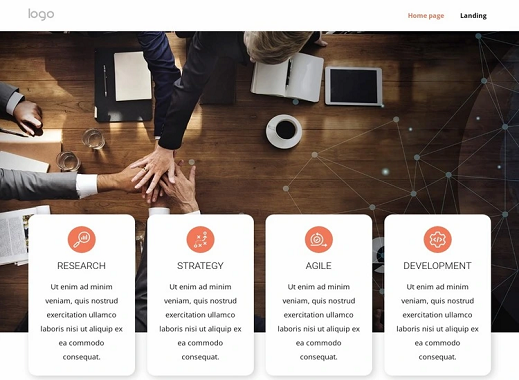 logo
Home page Landing
RESEARCH
Ut enim ad minim
veniam, quis nostrud
exercitation ullamco
laboris nisi ut aliquip ex
ea commodo
consequat.
STRATEGY
Ut enim ad minim
veniam, quis nostrud
exercitation ullamco
laboris nisi ut aliquip ex
ea commodo
consequat.
AGILE
Ut enim ad minim
veniam, quis nostrud
exercitation ullamco
laboris nisi ut aliquip ex
ea commodo
consequat.
DEVELOPMENT
Ut enim ad minim
veniam, quis nostrud
exercitation ullamco
laboris nisi ut aliquip ex
ea commodo
consequat.